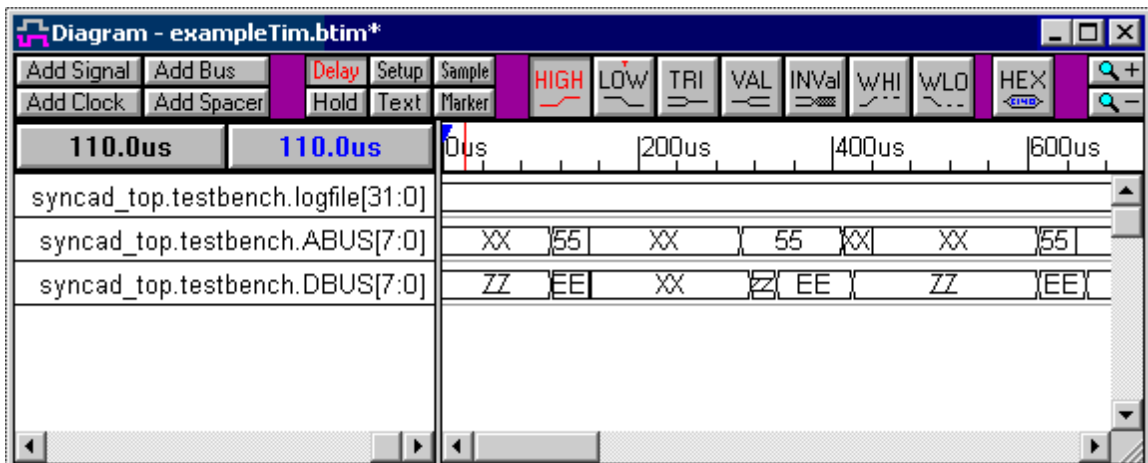 Diagram - exampleTim.btim*
Add Signal Add Bus Delay Setup Sample HIGH LOW TRI VAL INVal WHI WLO HEX
Add Clock Add Spacer Hold Text Marker
110.0us 110.0us 0us 200us 400us 600us
syncad_top.testbench.logfile[31:0]
syncad_top.testbench.ABUS[7:0] XX 55 XX 55 XX XX 55
syncad_top.testbench.DBUS[7:0] ZZ EE XX ZZ EE ZZ EE